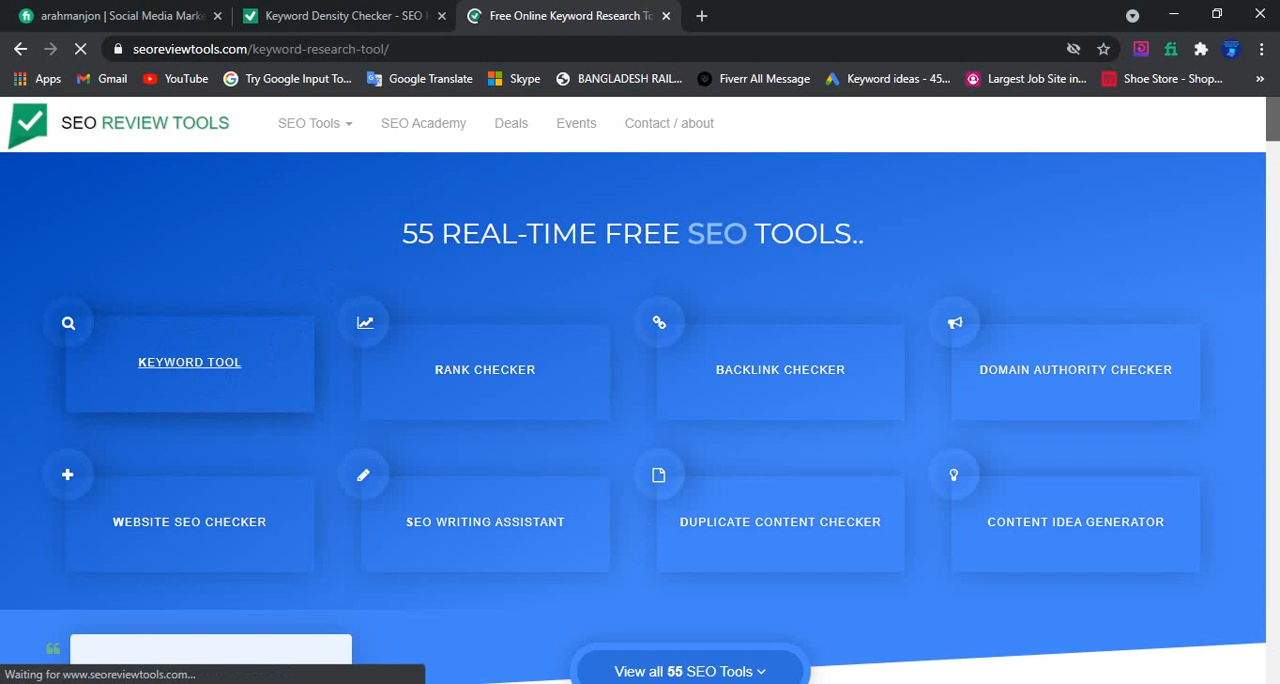 arahmanjon | Social Media Marke
Keyword Density Checker - SEO
Free Online Keyword Research To
seoreviewtools.com/keyword-research-tool/
Apps
Gmail
YouTube
Try Google Input To...
Google Translate
Skype
BANGLADESH RAIL...
Fiverr All Message
Keyword ideas - 45...
Largest Job Site in...
Shoe Store - Shop...
SEO REVIEW TOOLS
SEO Tools
SEO Academy
Deals
Events
Contact / about
55 REAL-TIME FREE SEO TOOLS..
KEYWORD TOOL
RANK CHECKER
BACKLINK CHECKER
DOMAIN AUTHORITY CHECKER
WEBSITE SEO CHECKER
SEO WRITING ASSISTANT
DUPLICATE CONTENT CHECKER
CONTENT IDEA GENERATOR
View all 55 SEO Tools
Waiting for www.seoreviewtools.com...